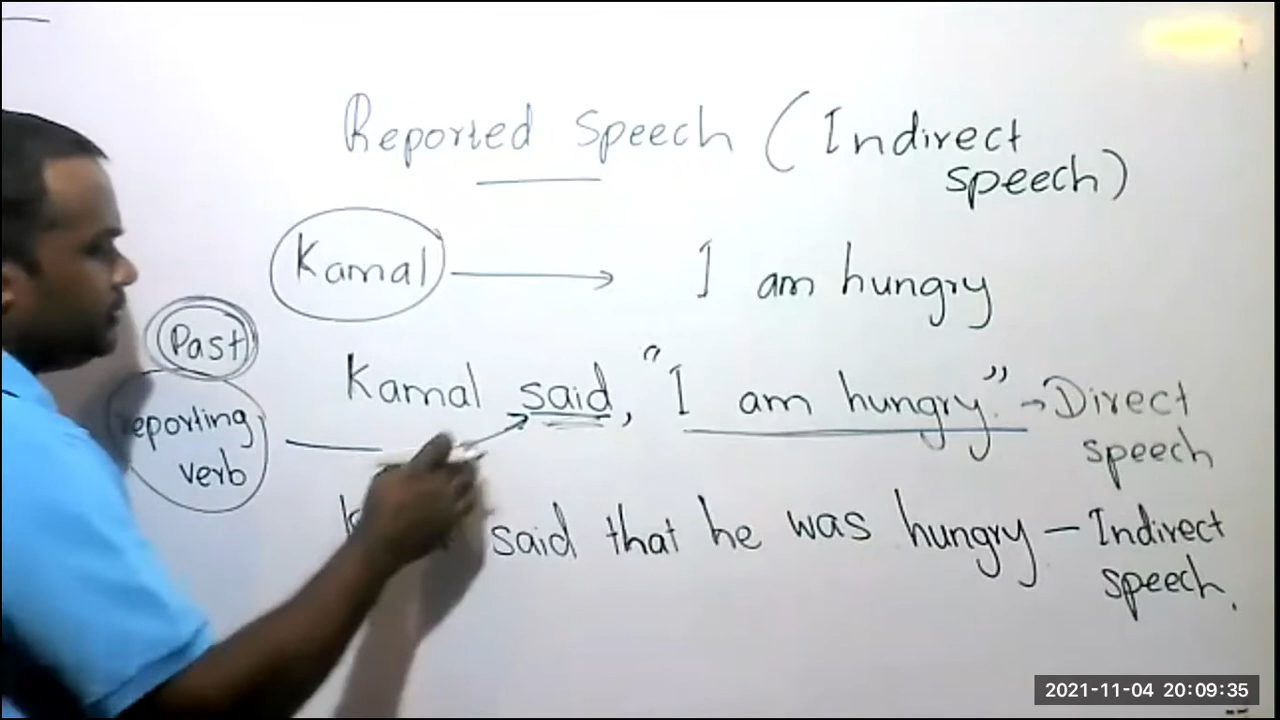 Reported Speech (Indirect
speech)
Kamal
I am hungry
Past
Kamal said, "I am hungry." Direct
speech
reporting
verb
said that he was hungry - Indirect
speech.
2021-11-04 20:09:35